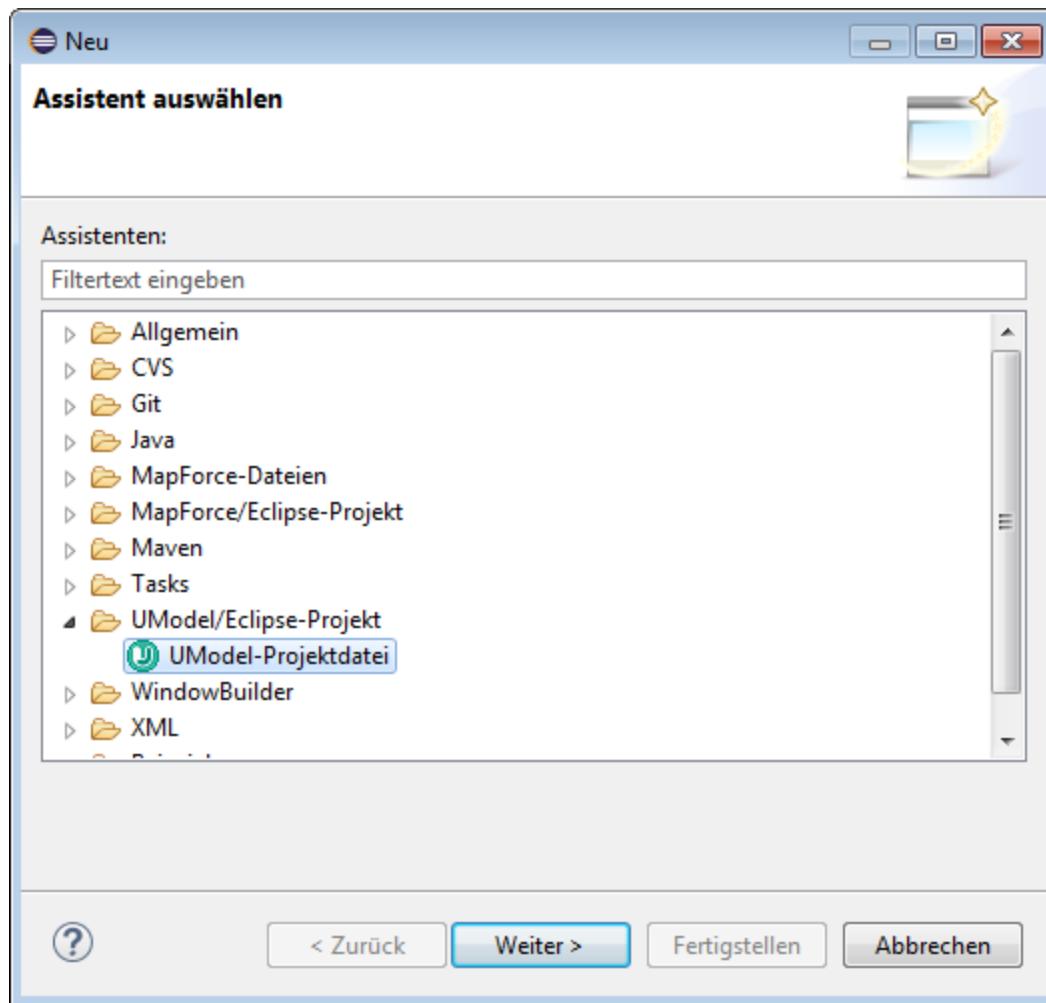 Neu
Assistent auswählen
Assistenten:
Filtertext eingeben
Allgemein
CVS
Git
Java
MapForce-Dateien
MapForce/Eclipse-Projekt
Maven
Tasks
UModel/Eclipse-Projekt
UModel-Projektdatei
WindowBuilder
XML
< Zurück Weiter > Fertigstellen Abbrechen